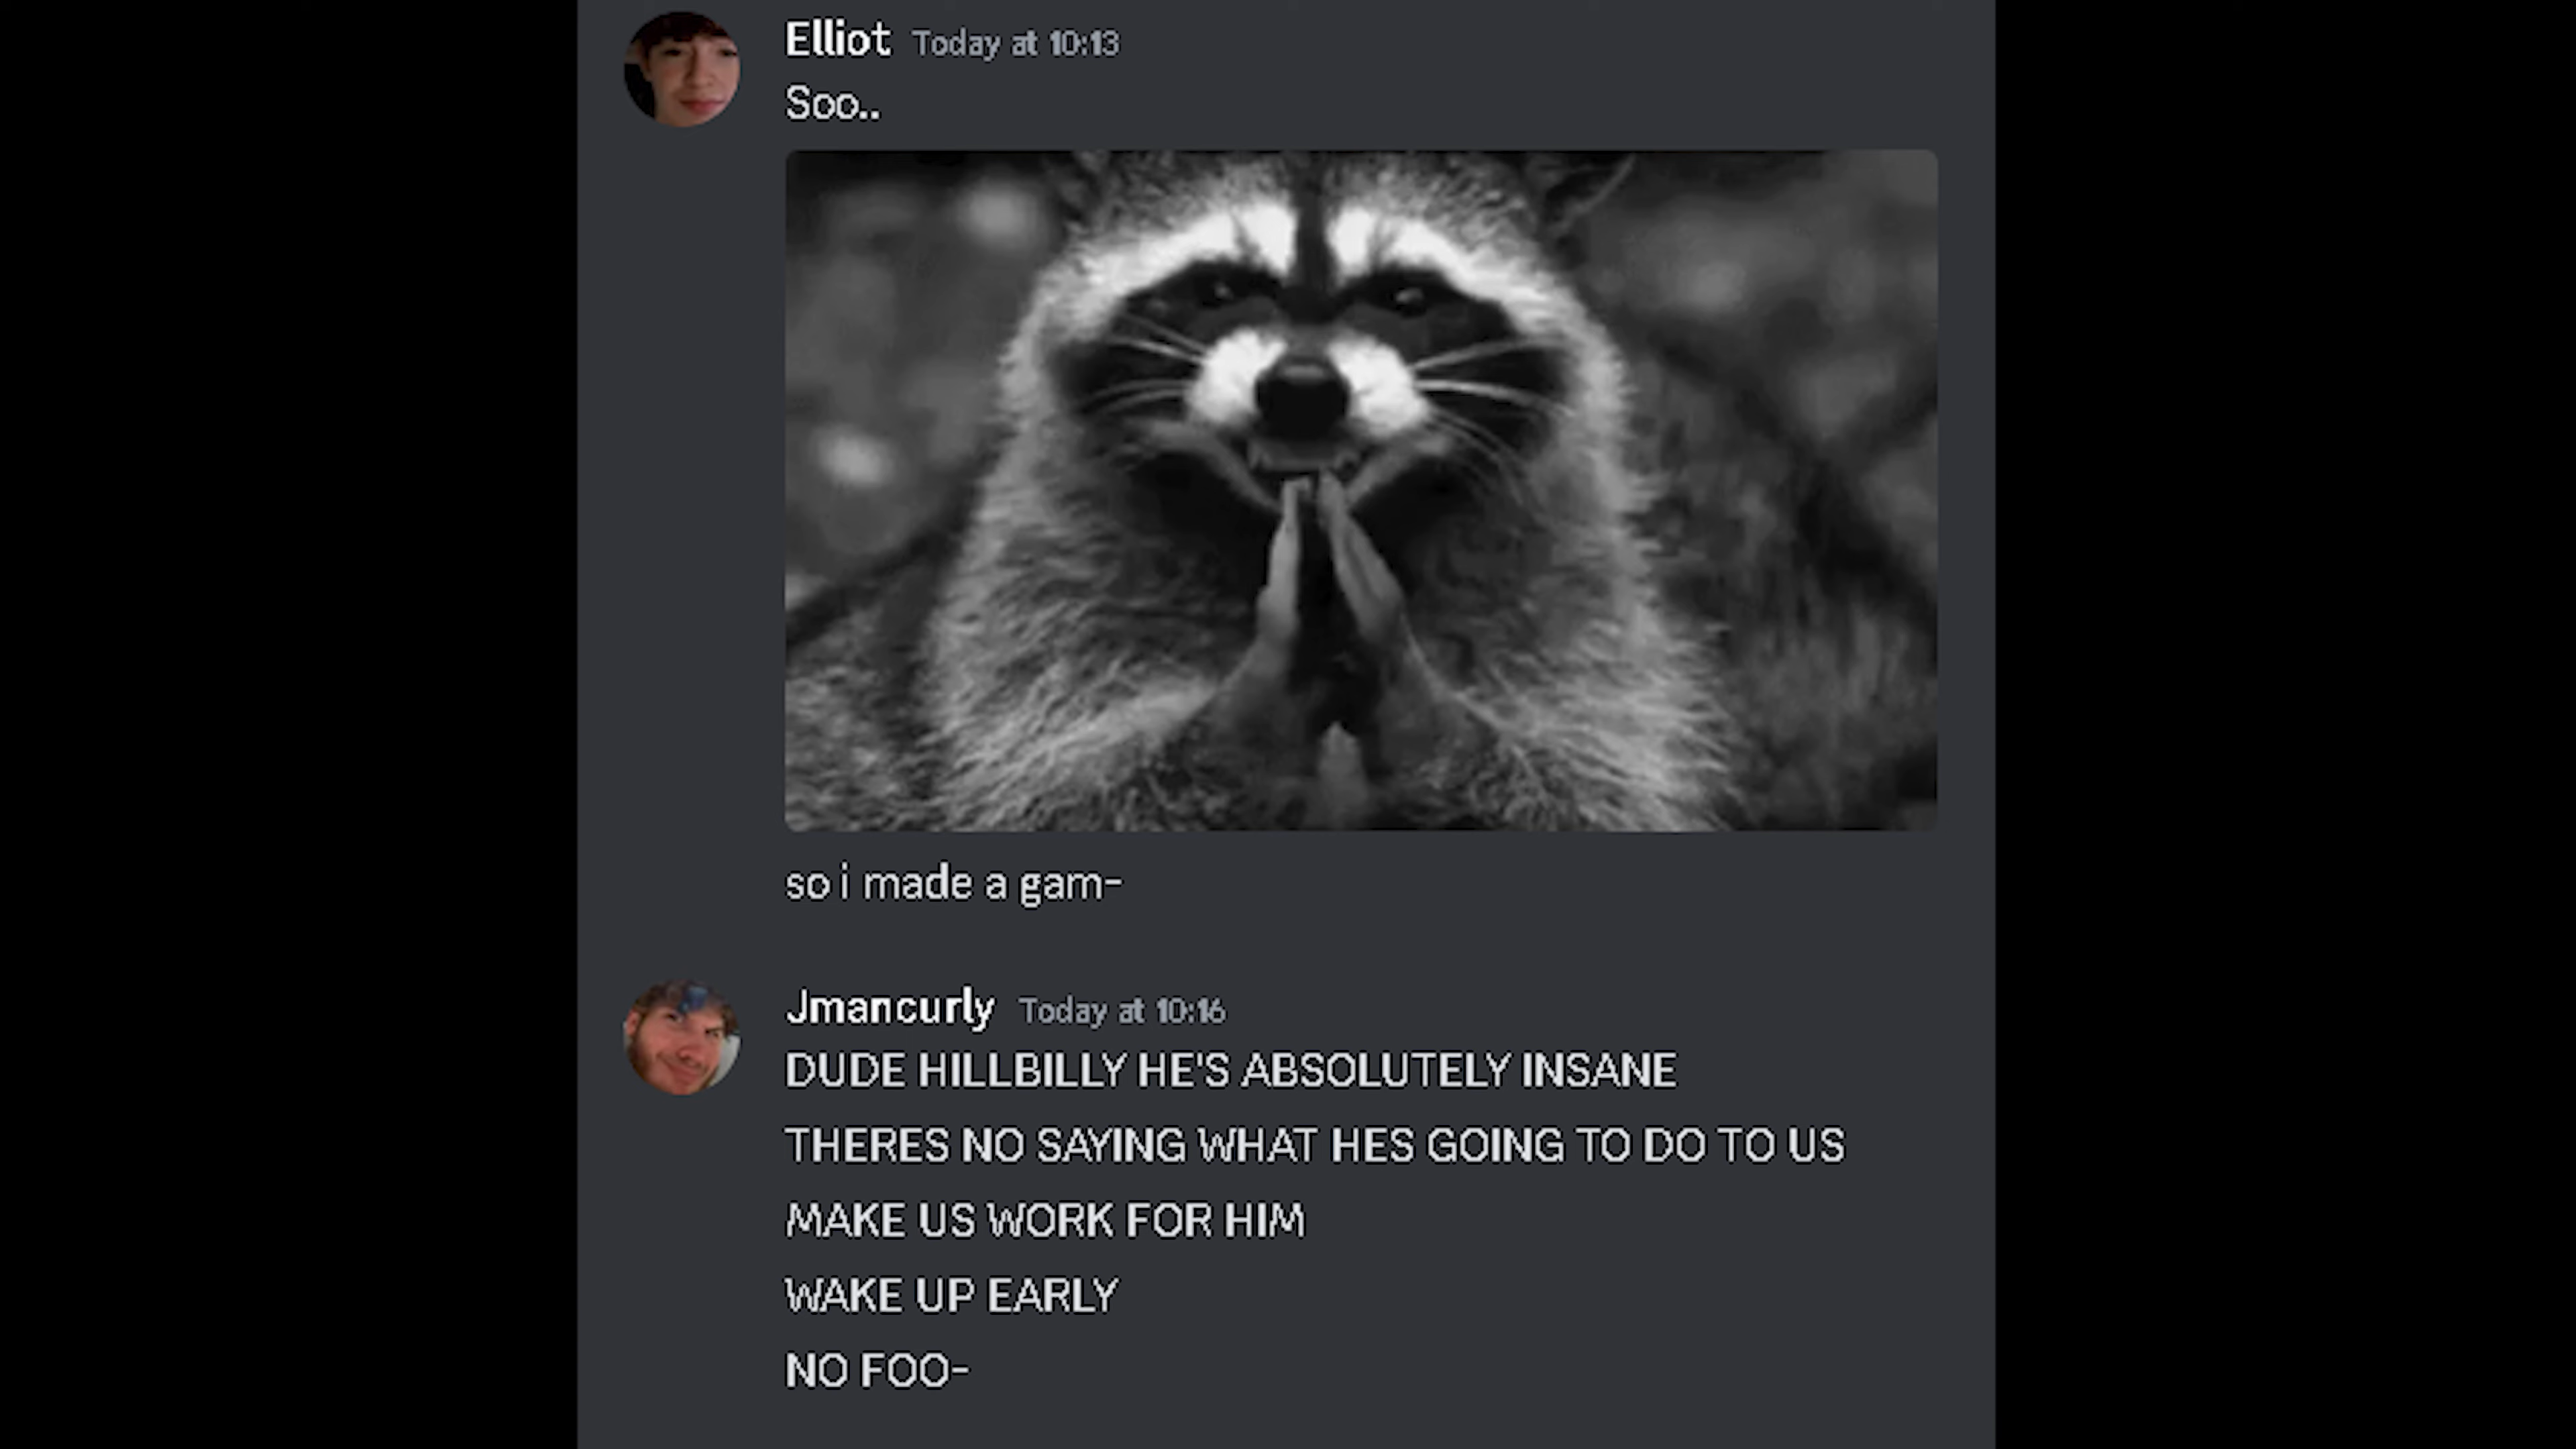 Elliot Today at 10:13
Soo..
so i made a gam-
Jmancurly Today at 10:16
DUDE HILLBILLY HE'S ABSOLUTELY INSANE
THERES NO SAYING WHAT HES GOING TO DO TO US
MAKE US WORK FOR HIM
WAKE UP EARLY
NO FOO-